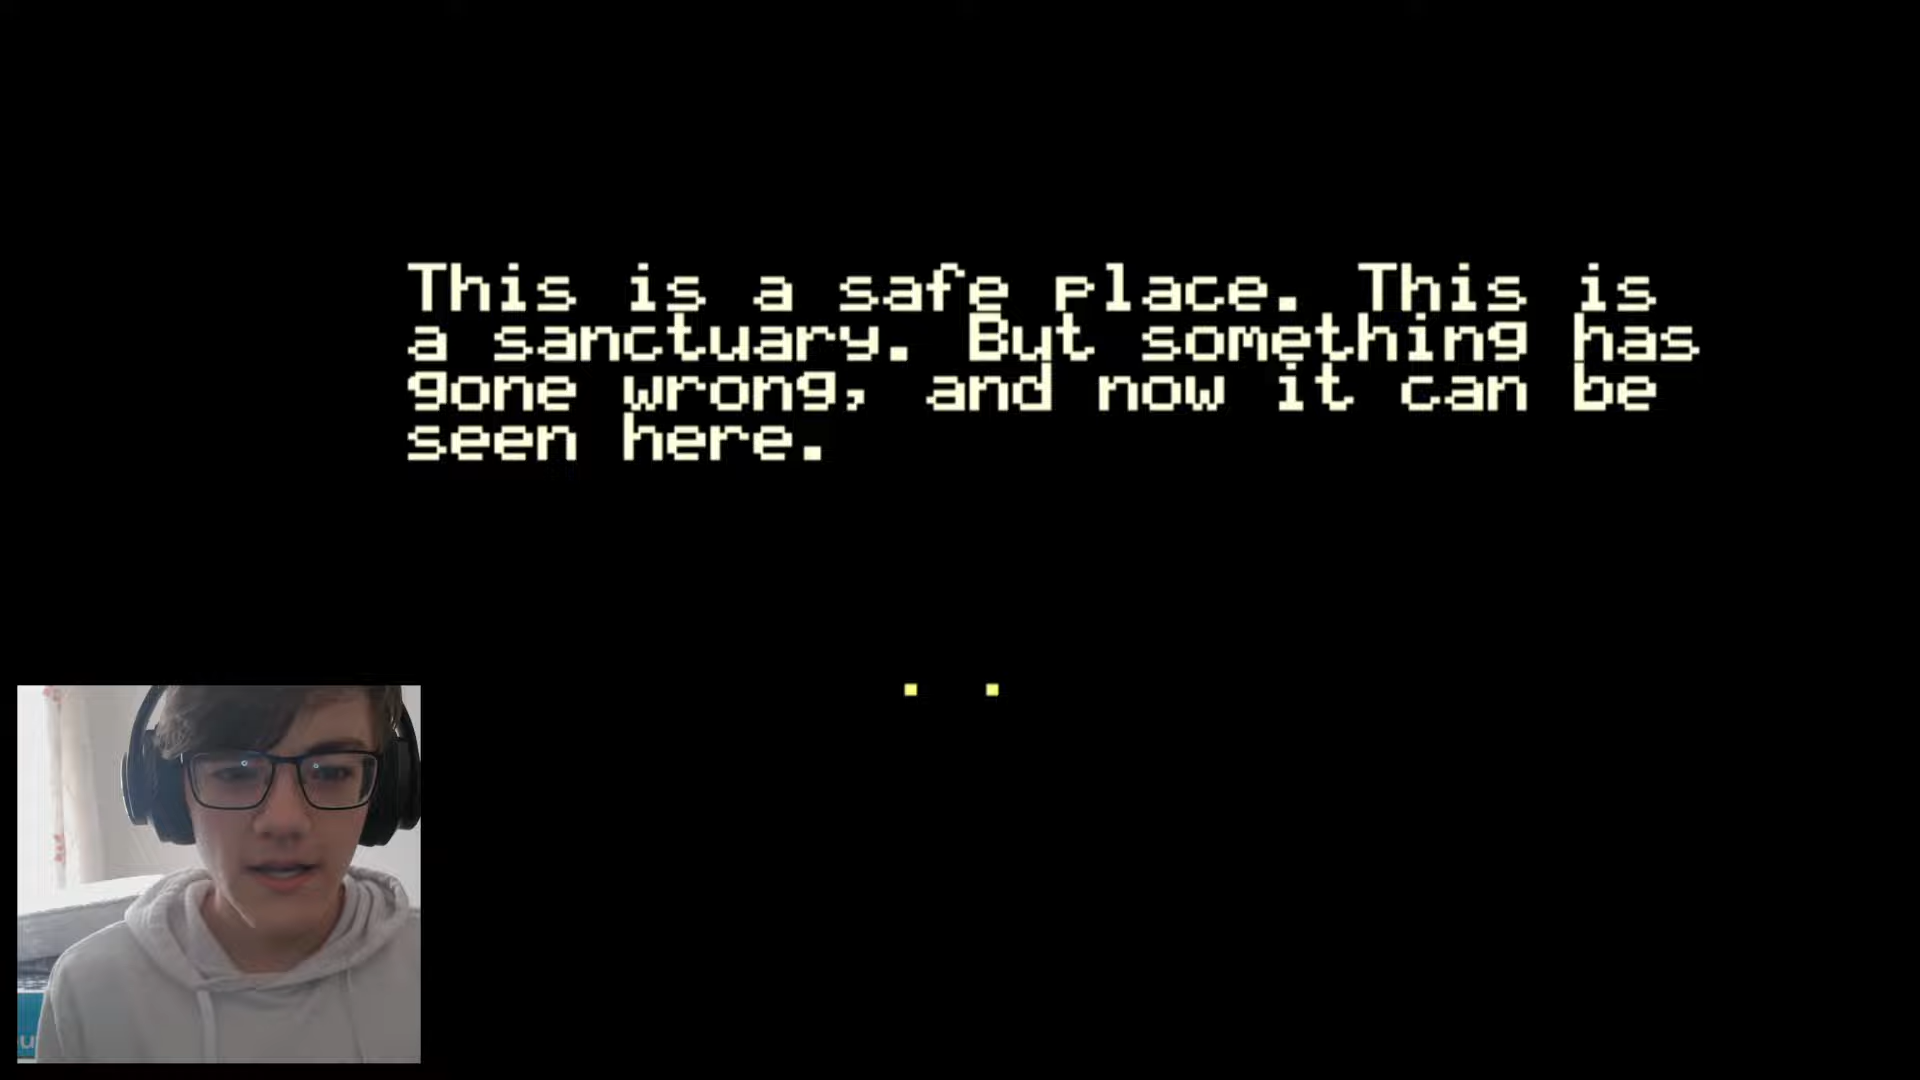 This is a safe place. This is
a sanctuary. But something has
gone wrong, and now it can be
seen here.